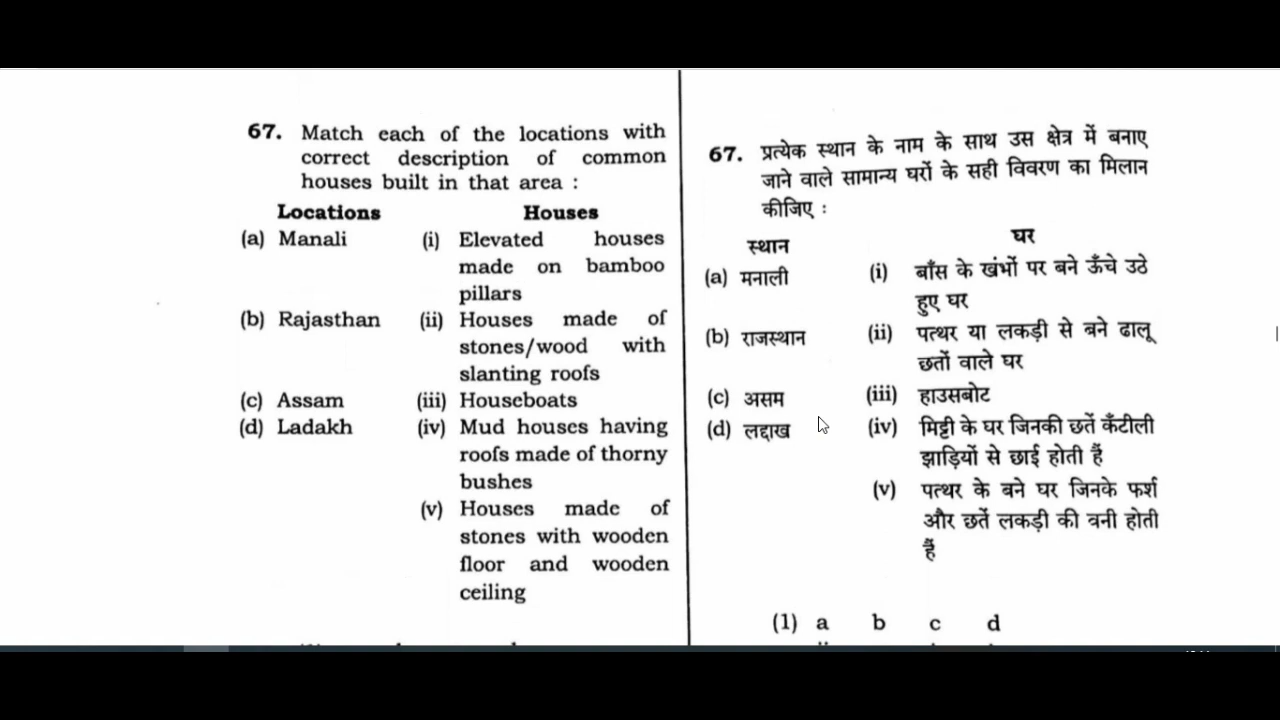 67. Match each of the locations with
correct description of common
houses built in that area :
Locations Houses
(a) Manali (i) Elevated houses
made on bamboo
pillars
(b) Rajasthan (ii) Houses made of
stones/wood with
slanting roofs
(c) Assam (iii) Houseboats
(d) Ladakh (iv) Mud houses having
roofs made of thorny
bushes
(v) Houses made of
stones with wooden
floor and wooden
ceiling
67. प्रत्येक स्थान के नाम के साथ उस क्षेत्र में बनाए
जाने वाले सामान्य घरों के सही विवरण का मिलान
कीजिए :
स्थान घर
(a) मनाली (i) बाँस के खंभों पर बने ऊँचे उठे
हुए घर
(b) राजस्थान (ii) पत्थर या लकड़ी से बने ढालू
छतों वाले घर
(c) असम (iii) हाउसबोट
(d) लद्दाख (iv) मिट्टी के घर जिनकी छतें कँटीली
झाड़ियों से छाई होती हैं
(v) पत्थर के बने घर जिनके फर्श
और छतें लकड़ी की बनी होती
हैं
(1) a b c d